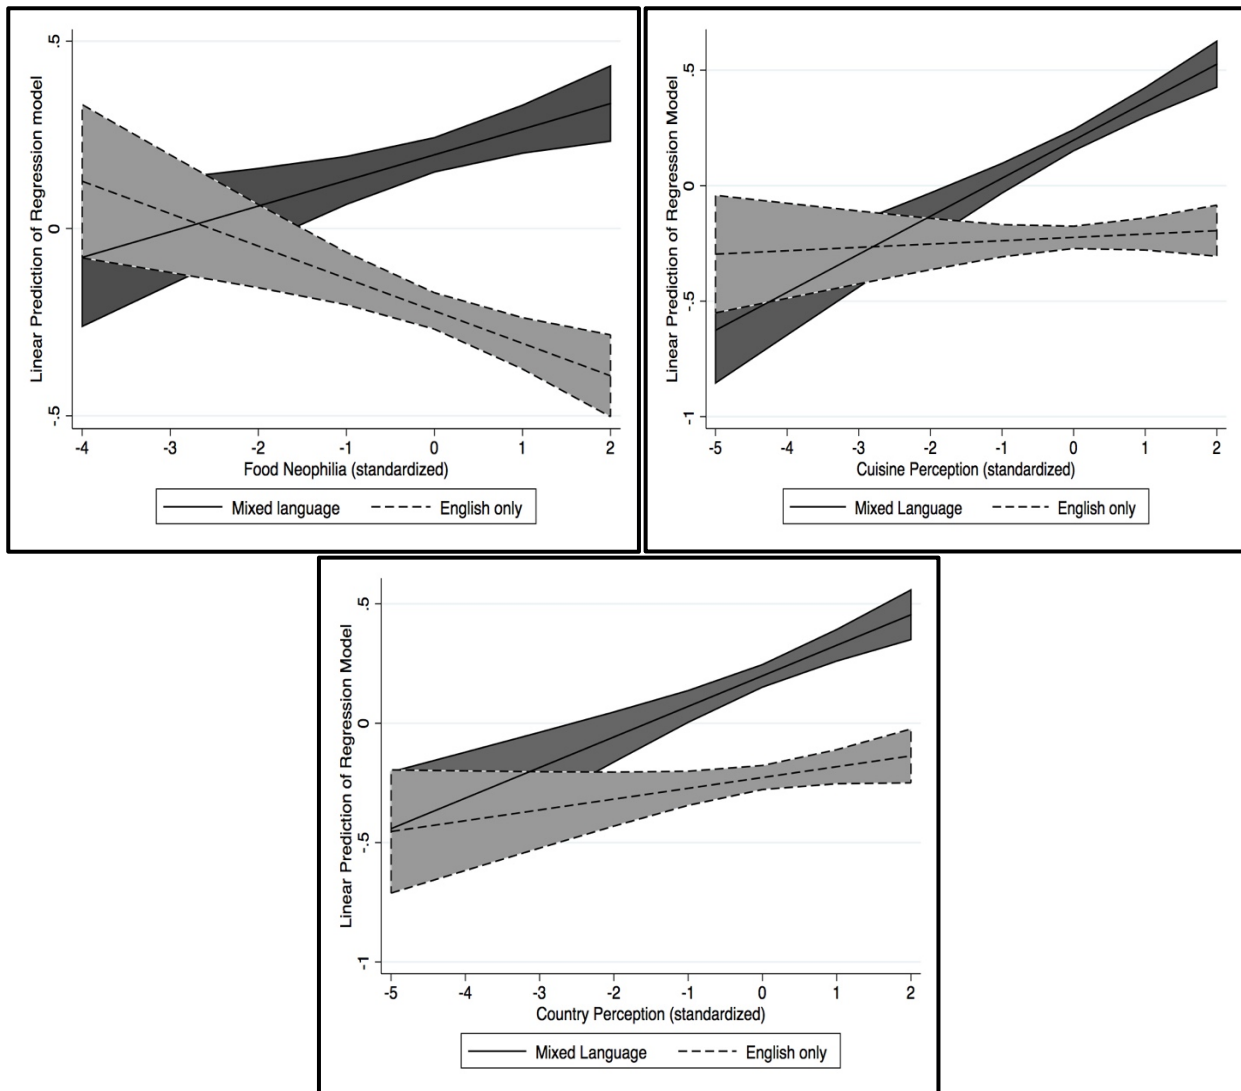 Linear Prediction of Regression model
.5
0
-.5
-4 -3 -2 -1 0 1 2
Food Neophilia (standardized)
Mixed language English only
Linear Prediction of Regression Model
.5
0
-.5
-1
-5 -4 -3 -2 -1 0 1 2
Cuisine Perception (standardized)
Mixed Language English only
Linear Prediction of Regression Model
.5
0
-.5
-1
-5 -4 -3 -2 -1 0 1 2
Country Perception (standardized)
Mixed Language English only